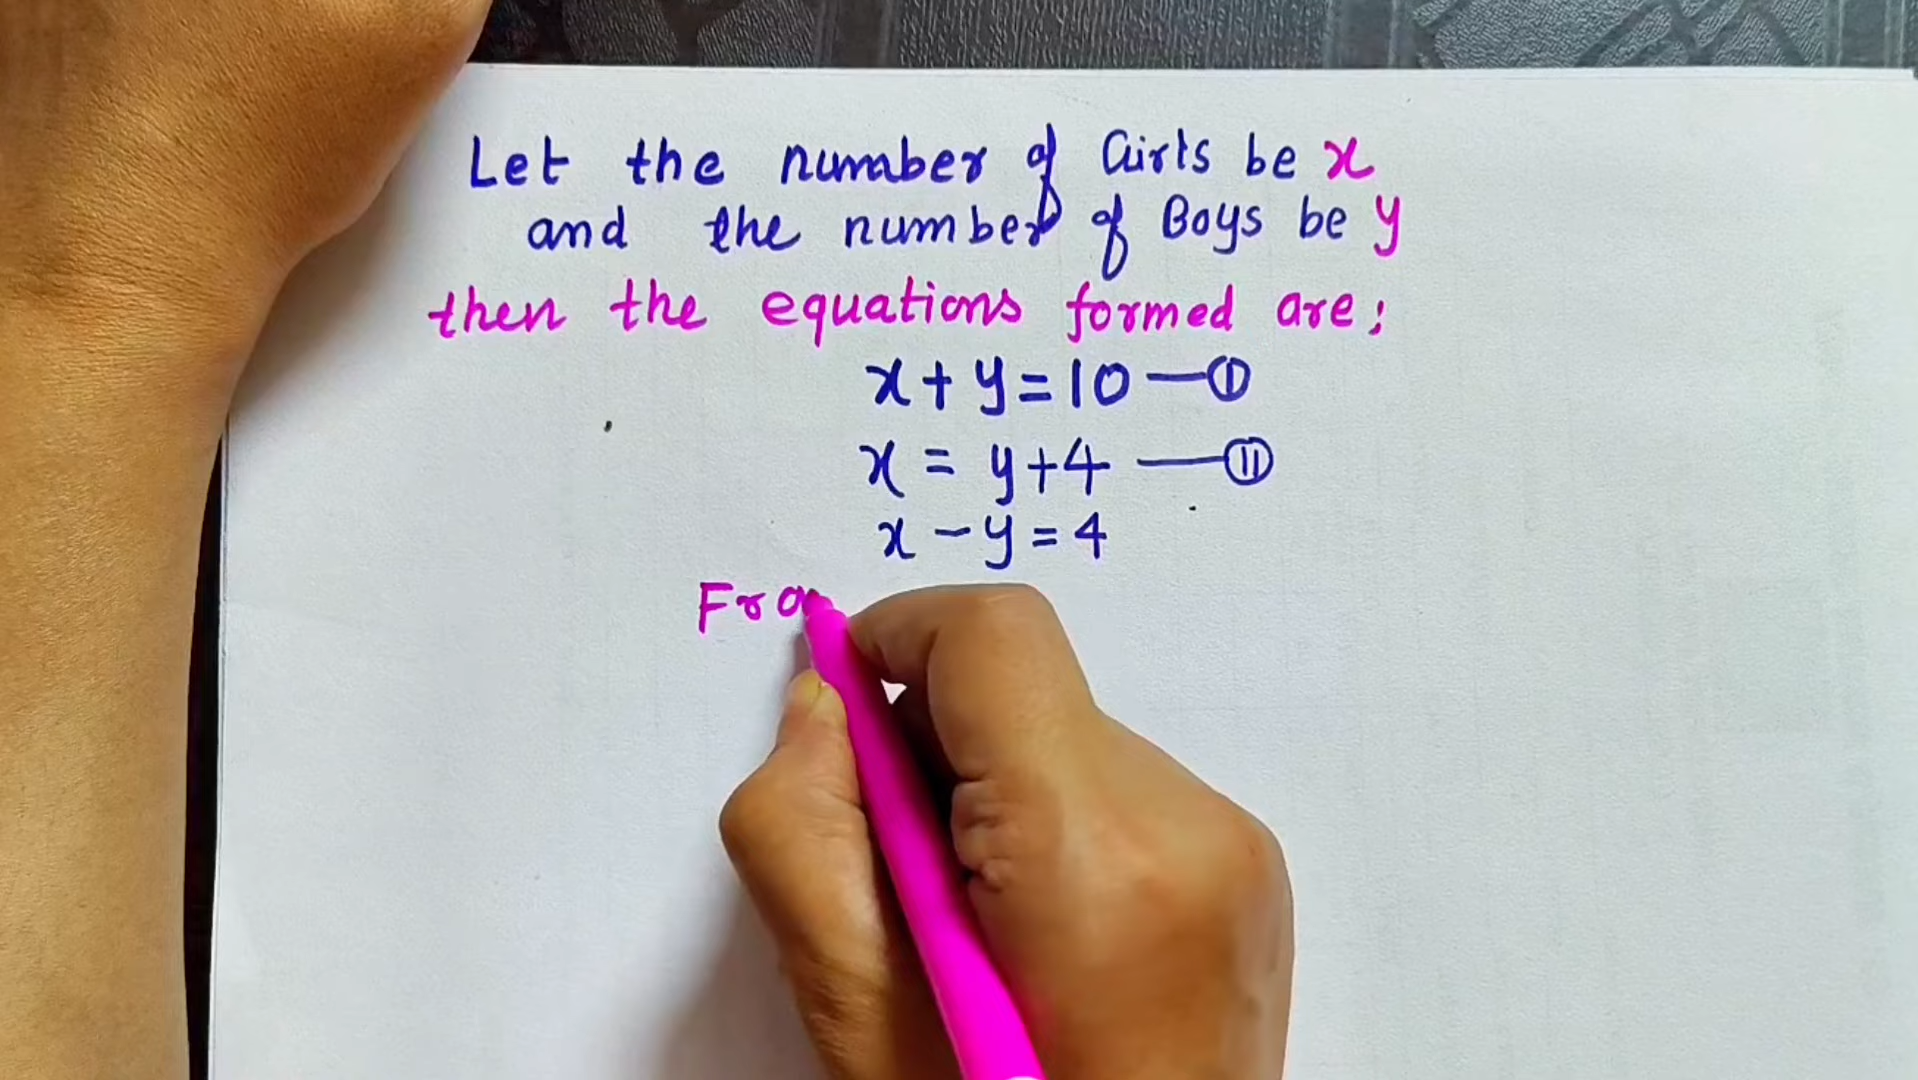 Let the number of Girls be x
and the number of Boys be y
then the equations formed are:
x + y = 10 — I
x = y + 4 — II
x - y = 4
Fro